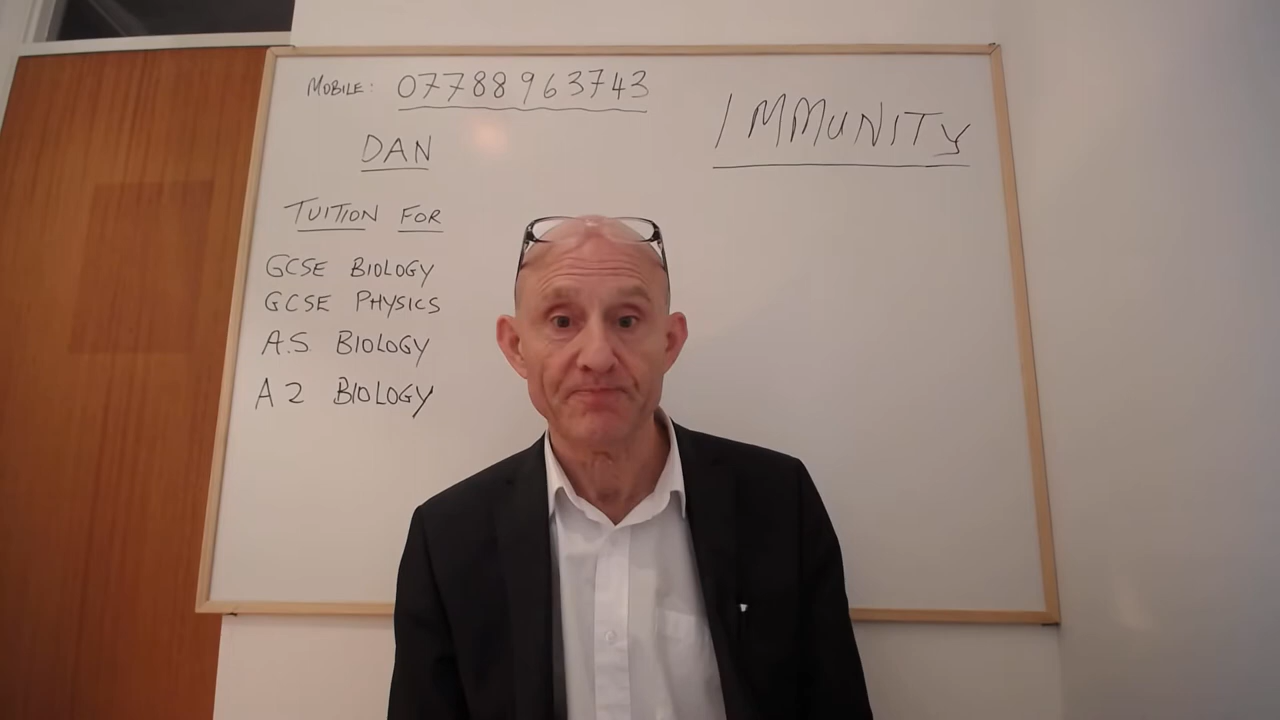 MOBILE: 07788963743
DAN
TUITION FOR
GCSE BIOLOGY
GCSE PHYSICS
A.S BIOLOGY
A2 BIOLOGY
IMMUNITY